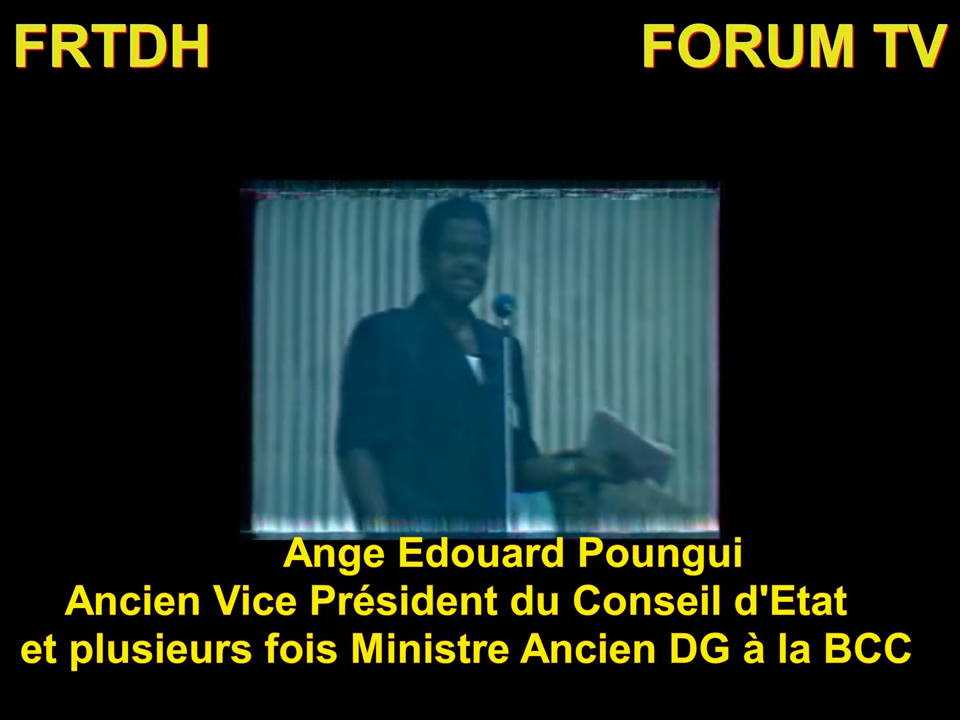 FRTDH FORUM TV
Ange Edouard Poungui
Ancien Vice Président du Conseil d'Etat
et plusieurs fois Ministre Ancien DG à la BCC